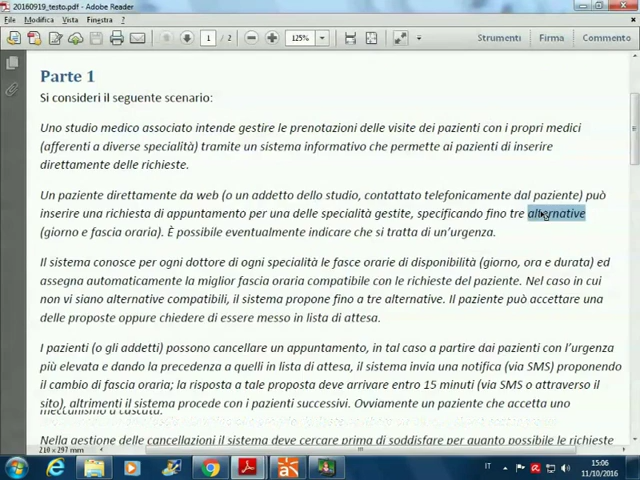 20160919_testo.pdf - Adobe Reader
File Modifica Vista Finestra
1 / 2 125% Strumenti Firma Commento
Parte 1
Si consideri il seguente scenario:
Uno studio medico associato intende gestire le prenotazioni delle visite dei pazienti con i propri medici
(afferenti a diverse specialità) tramite un sistema informativo che permette ai pazienti di inserire
direttamente delle richieste.
Un paziente direttamente da web (o un addetto dello studio, contattato telefonicamente dal paziente) può
inserire una richiesta di appuntamento per una delle specialità gestite, specificando fino tre alternative
(giorno e fascia oraria). È possibile eventualmente indicare che si tratta di un'urgenza.
Il sistema conosce per ogni dottore di ogni specialità le fasce orarie di disponibilità (giorno, ora e durata) ed
assegna automaticamente la miglior fascia oraria compatibile con le richieste del paziente. Nel caso in cui
non vi siano alternative compatibili, il sistema propone fino a tre alternative. Il paziente può accettare una
delle proposte oppure chiedere di essere messo in lista di attesa.
I pazienti (o gli addetti) possono cancellare un appuntamento, in tal caso a partire dai pazienti con l'urgenza
più elevata e dando la precedenza a quelli in lista di attesa, il sistema invia una notifica (via SMS) proponendo
il cambio di fascia oraria; la risposta a tale proposta deve arrivare entro 15 minuti (via SMS o attraverso il
sito), altrimenti il sistema procede con i pazienti successivi. Ovviamente un paziente che accetta uno
meccanismo a cascata.
Nella gestione delle cancellazioni il sistema deve cercare prima di soddisfare per quanto possibile le richieste
210 x 297 mm
IT 15:06
11/10/2016